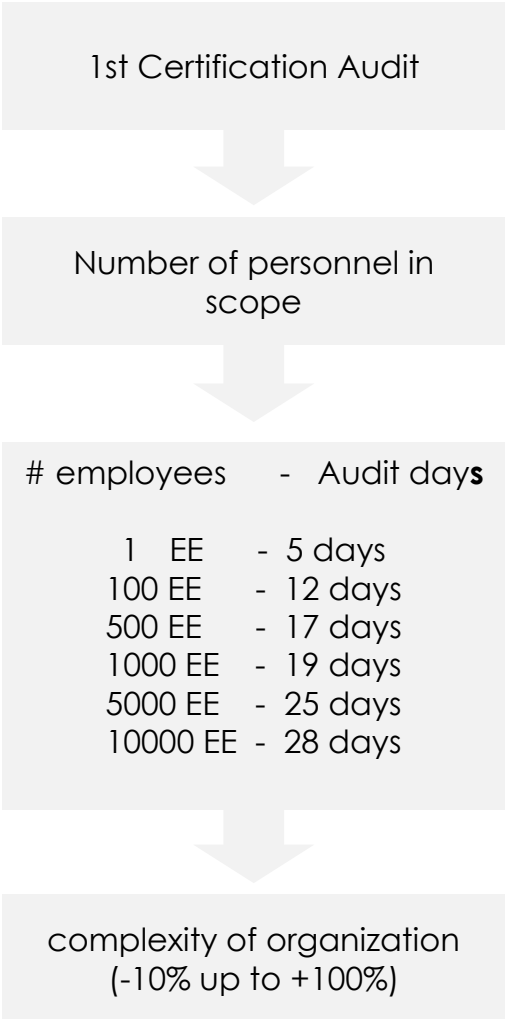 1st Certification Audit
Number of personnel in
scope
# employees - Audit days
1 EE - 5 days
100 EE - 12 days
500 EE - 17 days
1000 EE - 19 days
5000 EE - 25 days
10000 EE - 28 days
complexity of organization
(-10% up to +100%)